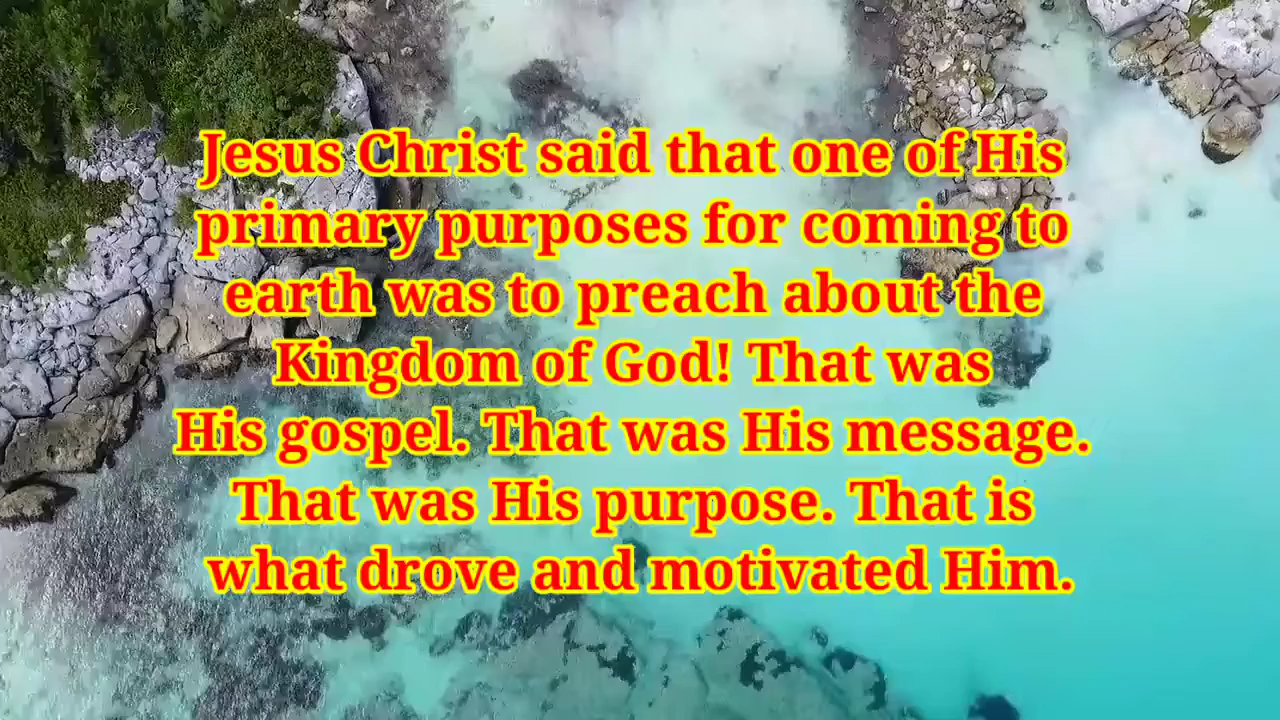 Jesus Christ said that one of His
primary purposes for coming to
earth was to preach about the
Kingdom of God! That was
His gospel. That was His message.
That was His purpose. That is
what drove and motivated Him.